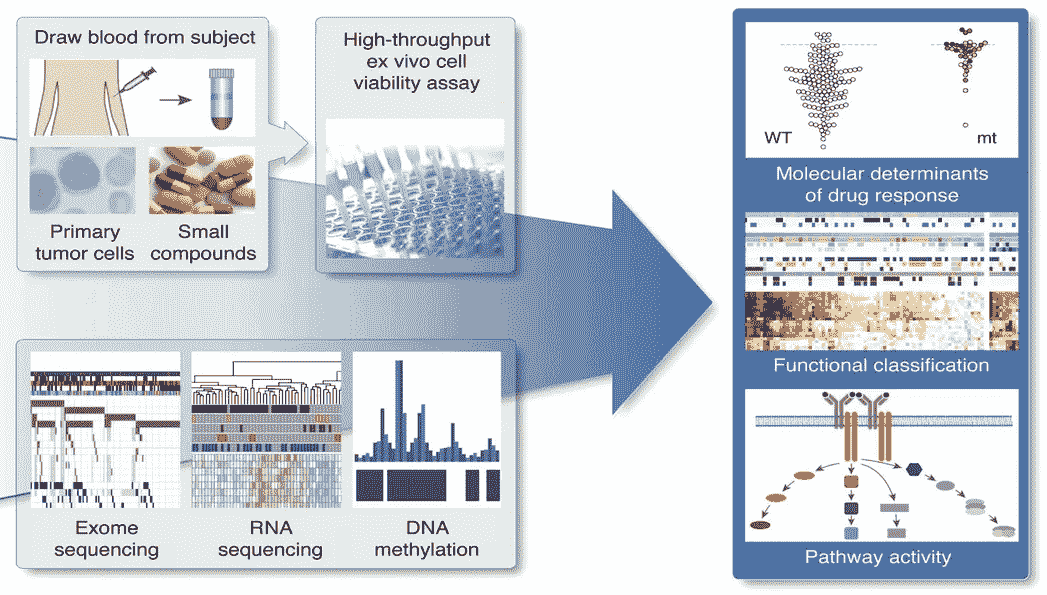 Draw blood from subject
Primary
tumor cells
Small
compounds
High-throughput
ex vivo cell
viability assay
Exome
sequencing
RNA
sequencing
DNA
methylation
WT
mt
Molecular determinants
of drug response
Functional classification
Pathway activity